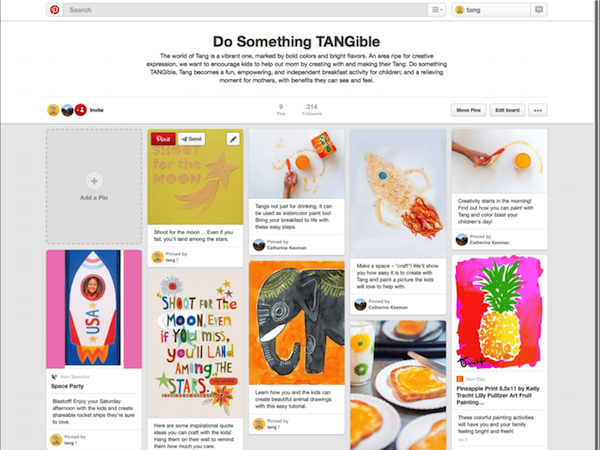 Search
tang
Do Something TANGible
The world of Tang is a vibrant one, marked by bold colors and bright flavors. An area ripe for creative
expression, we want to encourage kids to help out mom by creating with and making their Tang: Do something
TANGible, Tang becomes a fun, empowering, and independent breakfast activity for children; and a relieving
moment for mothers, with benefits they can see and feel.
Invite
9
Pins
314
Followers
Move Pins
Edit board
Add a Pin
USA
from Spoonful
Space Party
Blastoff! Enjoy your Saturday
afternoon with the kids and create
shareable rocket ships they're sure
to love.
Pinned by
tang !
Pin it
Send
SHOOT
for the
MOON
Shoot for the moon ... Even if you
fail, you'll land among the stars.
Pinned by
tang !
SHOOT FOR THE
MOON, EVEN
IF YOU MISS,
YOU'LL LAND
AMONG THE
STARS.
Here are some inspirational quote
ideas you can craft with the kids!
Hang them on their wall to remind
them how much you care.
Tangs not just for drinking, it can
be used as watercolor paint too!
Bring your breakfast to life with
these easy steps.
Pinned by
Catherine Kosman
Learn how you and the kids can
create beautiful animal drawings
with this easy tutorial.
Pinned by
tang !
Make a space – "craft"! We'll show
you how easy it is to create with
Tang and paint a picture the kids
will love to help with.
Pinned by
Catherine Kosman
Creativity starts in the morning!
Find out how you can paint with
Tang and color blast your
children's day!
Pinned by
Catherine Kosman
from Etsy
Pineapple Print 8.5x11 by Kelly
Tracht Lilly Pulitzer Art Fruit
Painting....
These colorful painting activities
will have you and your family
feeling bright and fresh!